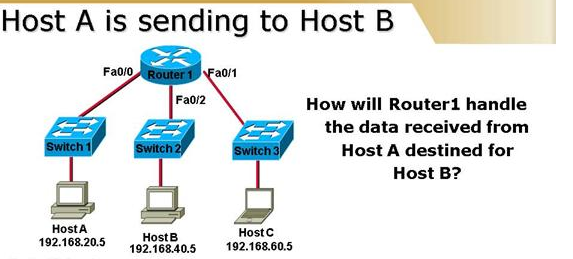 Host A is sending to Host B
Fa0/0
Router 1
Fa0/1
Fa0/2
How will Router1 handle
the data received from
Host A destined for
Host B?
Switch 1
Switch 2
Switch 3
Host A
192.168.20.5
Host B
192.168.40.5
Host C
192.168.60.5